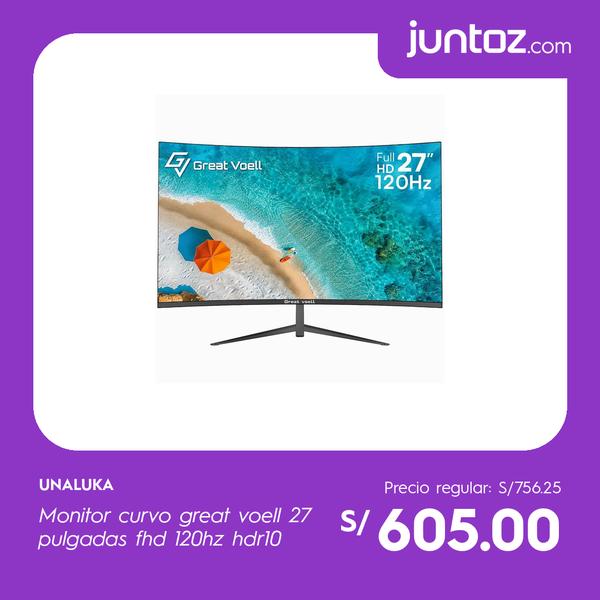 juntoz.com
Great Voell
Full HD 27"
120Hz
Great voell
UNALUKA
Monitor curvo great voell 27
pulgadas fhd 120hz hdr10
Precio regular: S/756.25
S/ 605.00